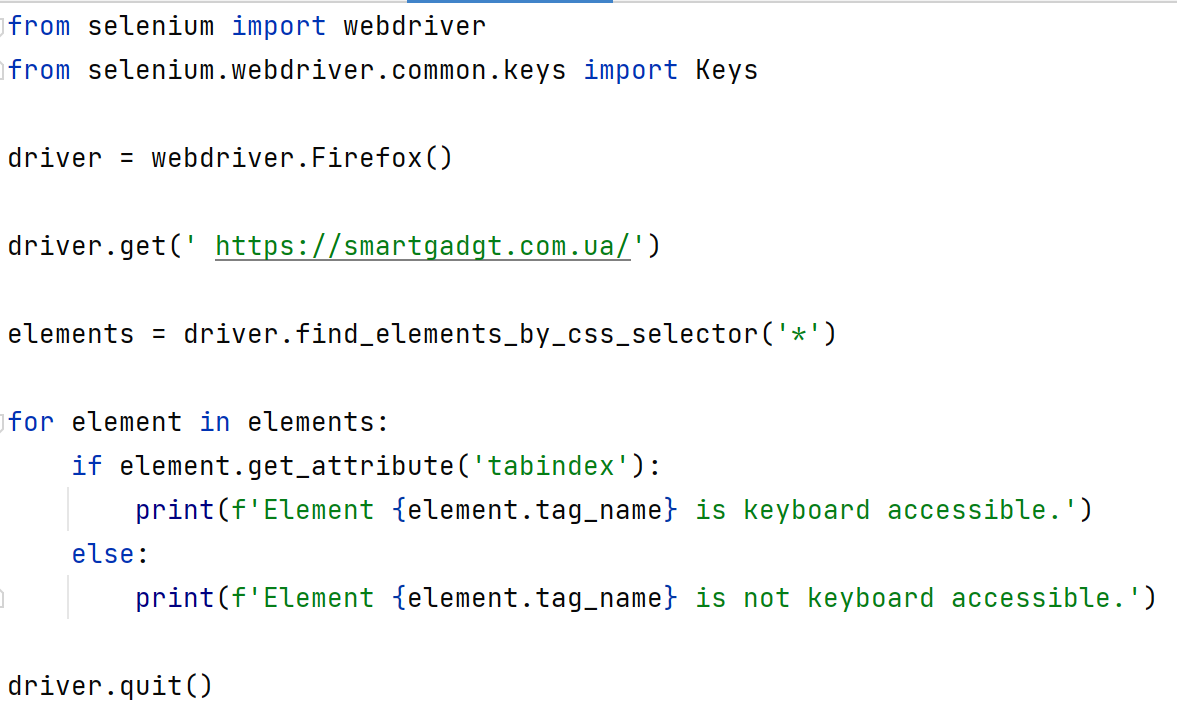 from selenium import webdriver
from selenium.webdriver.common.keys import Keys
driver = webdriver.Firefox()
driver.get(' https://smartgadgt.com.ua/')
elements = driver.find_elements_by_css_selector('*')
for element in elements:
    if element.get_attribute('tabindex'):
        print(f'Element {element.tag_name} is keyboard accessible.')
    else:
        print(f'Element {element.tag_name} is not keyboard accessible.')
driver.quit()